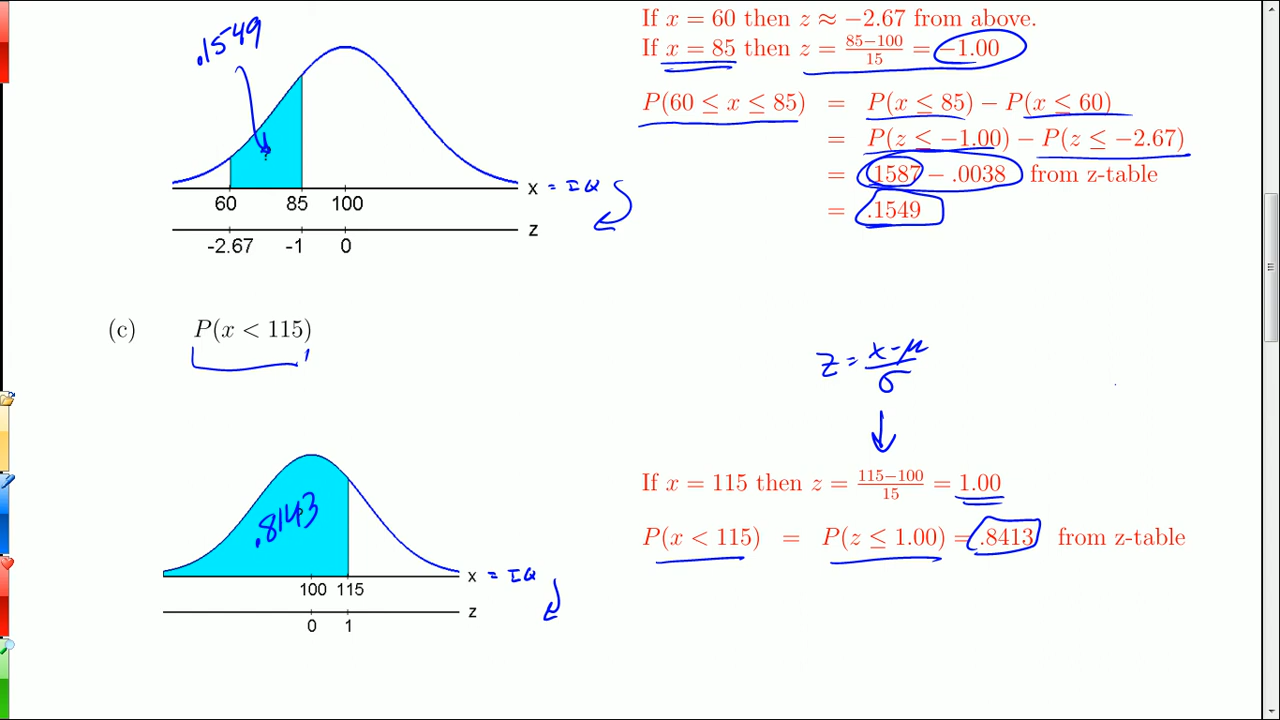 .1549
If x = 60 then z ≈ −2.67 from above.
If x = 85 then z = 85−100/15 = −1.00
P(60 ≤ x ≤ 85) = P(x ≤ 85) − P(x ≤ 60)
= P(z ≤ −1.00) − P(z ≤ −2.67)
= .1587 − .0038 from z-table
= .1549
x = IQ
60 85 100
z
-2.67 -1 0
(c) P(x < 115)
z = x-μ/σ
.8143
If x = 115 then z = 115−100/15 = 1.00
P(x < 115) = P(z ≤ 1.00) = .8413 from z-table
x = IQ
100 115
z
0 1